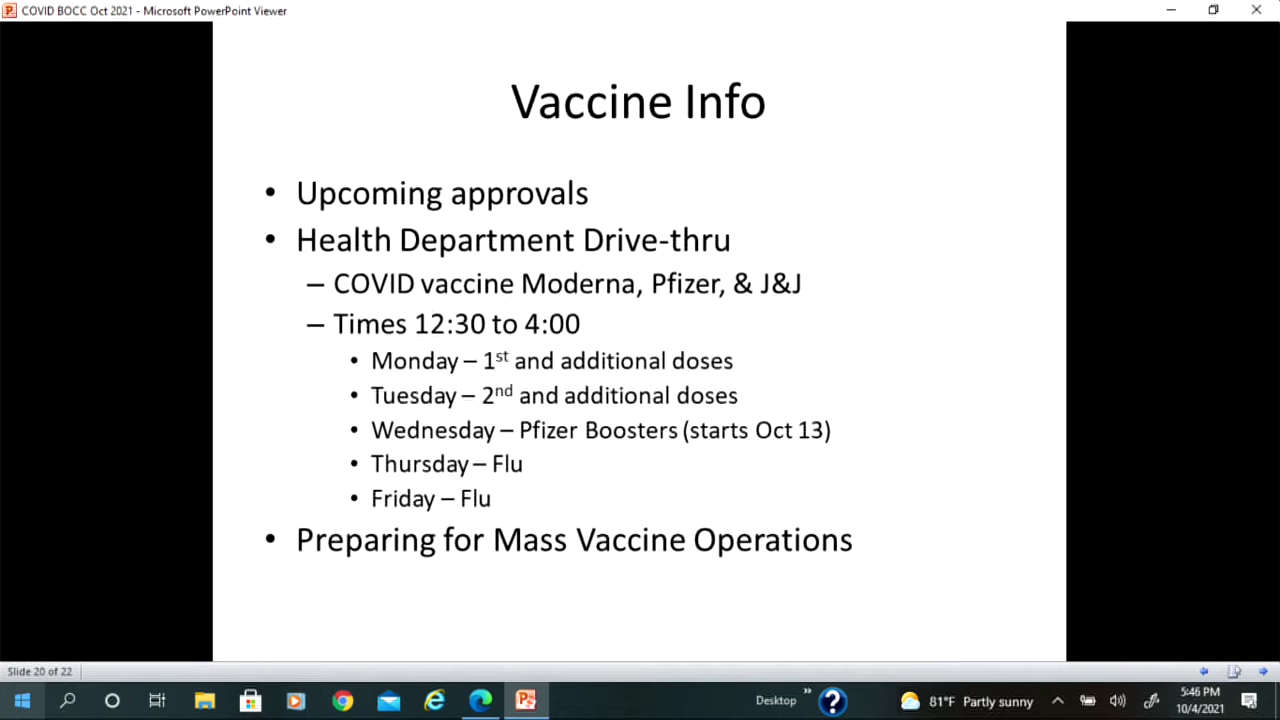 COVID BOCC Oct 2021 - Microsoft PowerPoint Viewer
Vaccine Info
• Upcoming approvals
• Health Department Drive-thru
– COVID vaccine Moderna, Pfizer, & J&J
– Times 12:30 to 4:00
• Monday – 1st and additional doses
• Tuesday – 2nd and additional doses
• Wednesday – Pfizer Boosters (starts Oct 13)
• Thursday – Flu
• Friday – Flu
• Preparing for Mass Vaccine Operations
Slide 20 of 22
Desktop
81°F Partly sunny
5:46 PM
10/4/2021